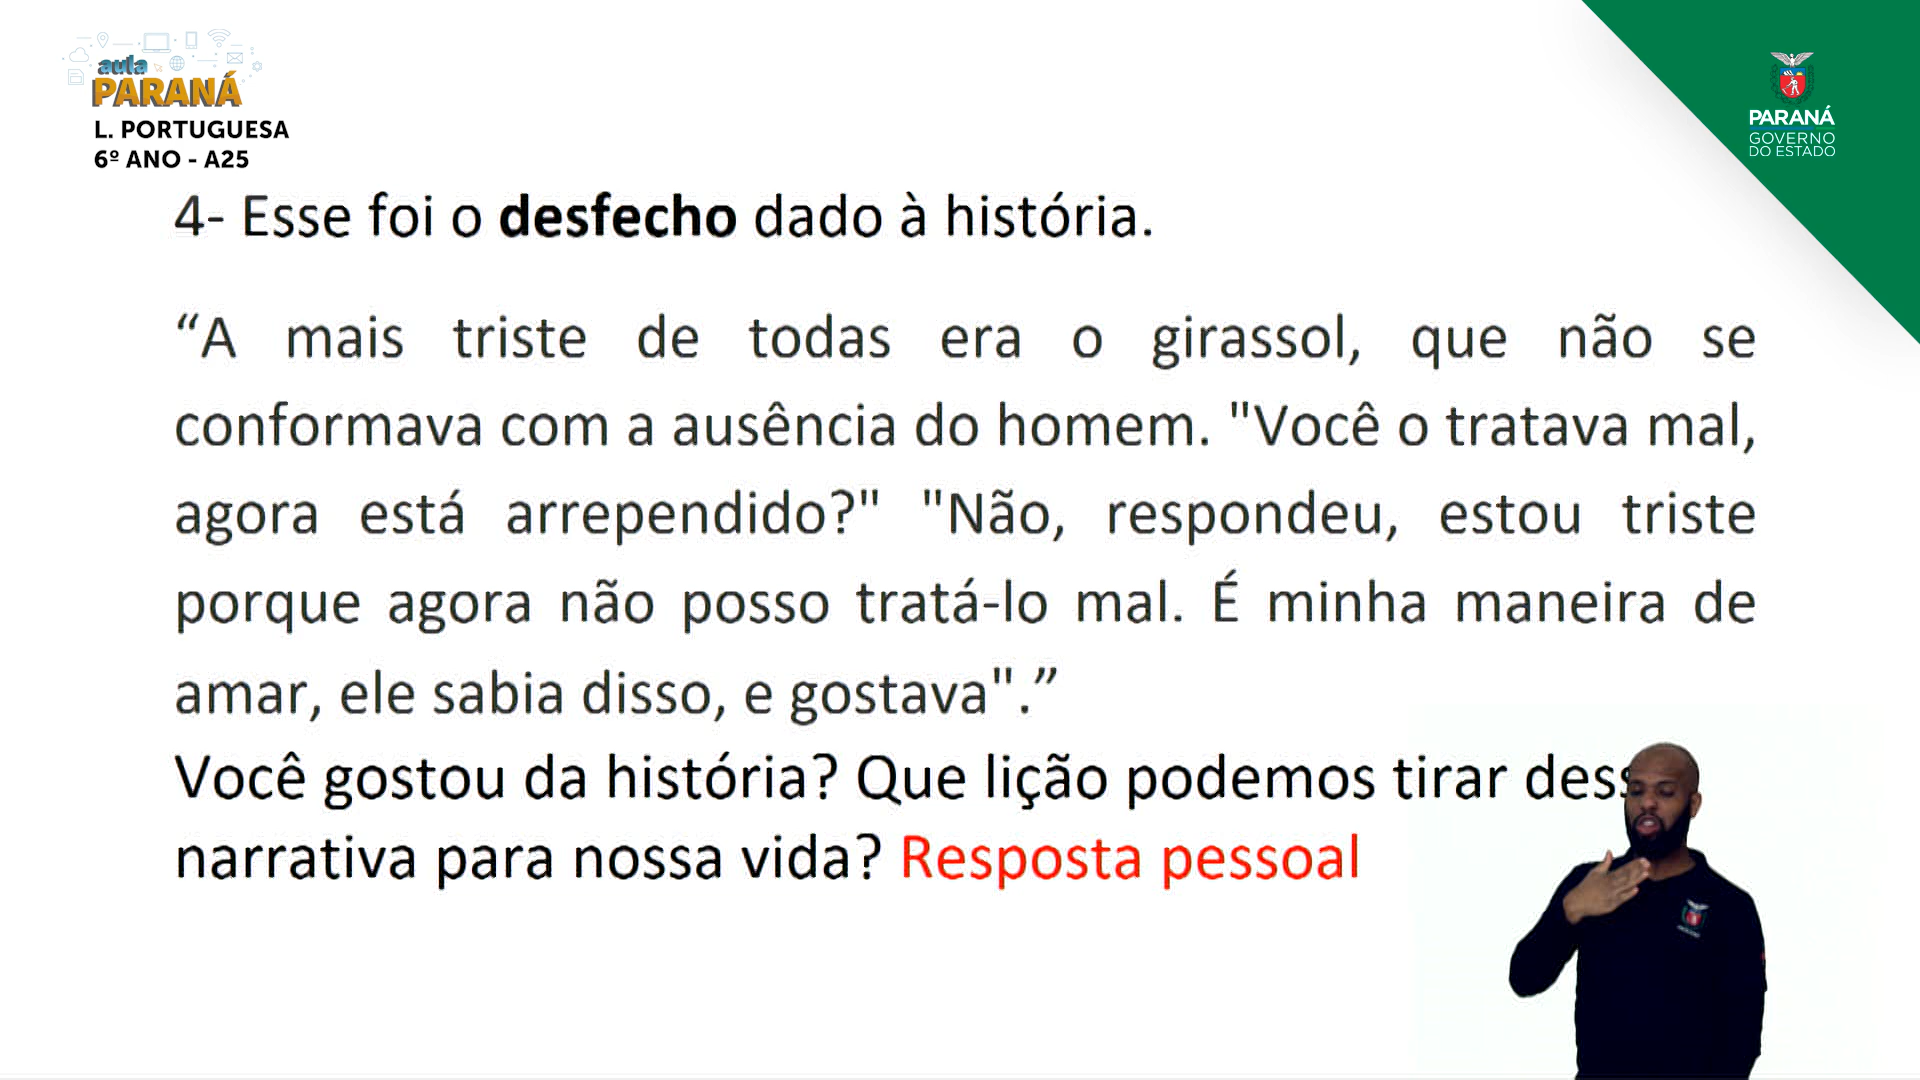 aula
PARANÁ
L. PORTUGUESA
6º ANO - A25
PARANÁ
GOVERNO
DO ESTADO
4- Esse foi o desfecho dado à história.
“A mais triste de todas era o girassol, que não se
conformava com a ausência do homem. "Você o tratava mal,
agora está arrependido?" "Não, respondeu, estou triste
porque agora não posso tratá-lo mal. É minha maneira de
amar, ele sabia disso, e gostava".”
Você gostou da história? Que lição podemos tirar
narrativa para nossa vida? Resposta pessoal